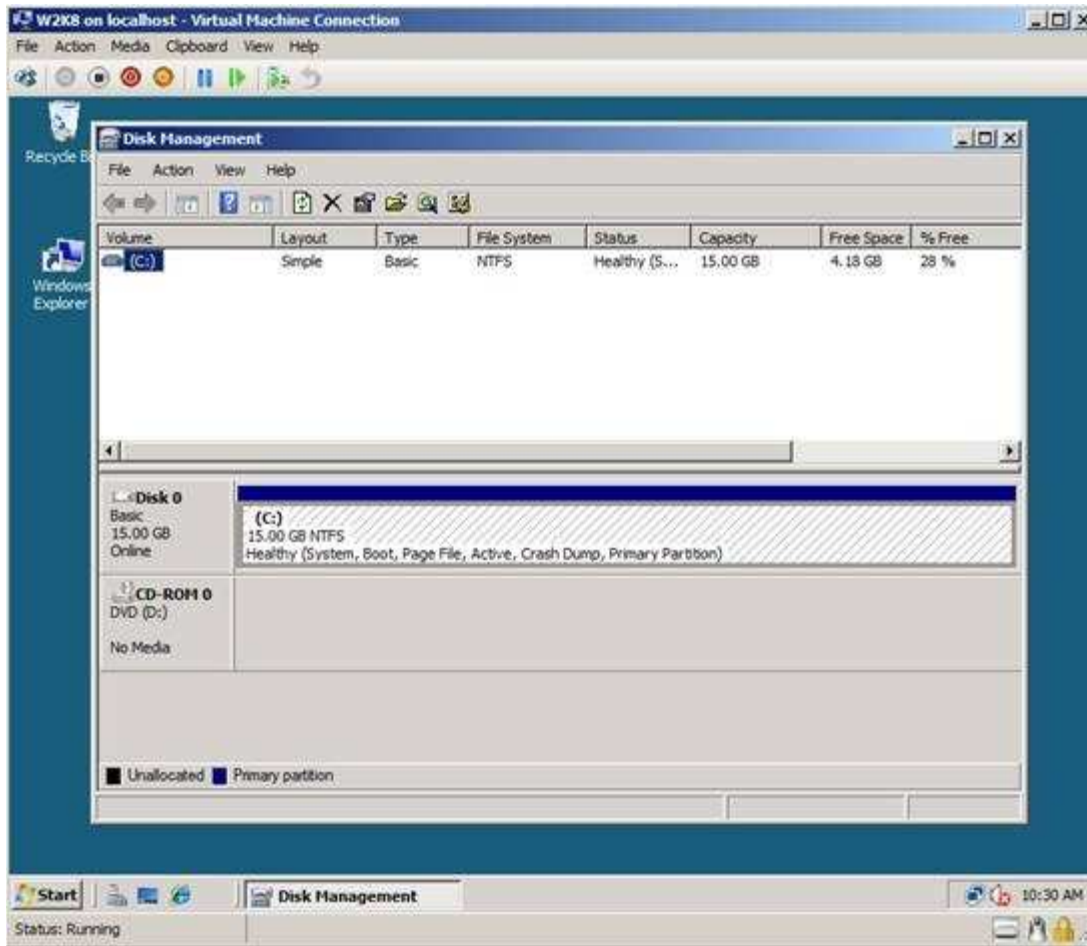 W2K8 on localhost - Virtual Machine Connection
File Action Media Clipboard View Help
Recycle B
Windows
Explorer
Disk Management
File Action View Help
Volume Layout Type File System Status Capacity Free Space % Free
(C:) Simple Basic NTFS Healthy (S... 15.00 GB 4.18 GB 28 %
Disk 0
Basic
15.00 GB
Online
(C:)
15.00 GB NTFS
Healthy (System, Boot, Page File, Active, Crash Dump, Primary Partition)
CD-ROM 0
DVD (D:)
No Media
Unallocated Primary partition
Start Disk Management 10:30 AM
Status: Running